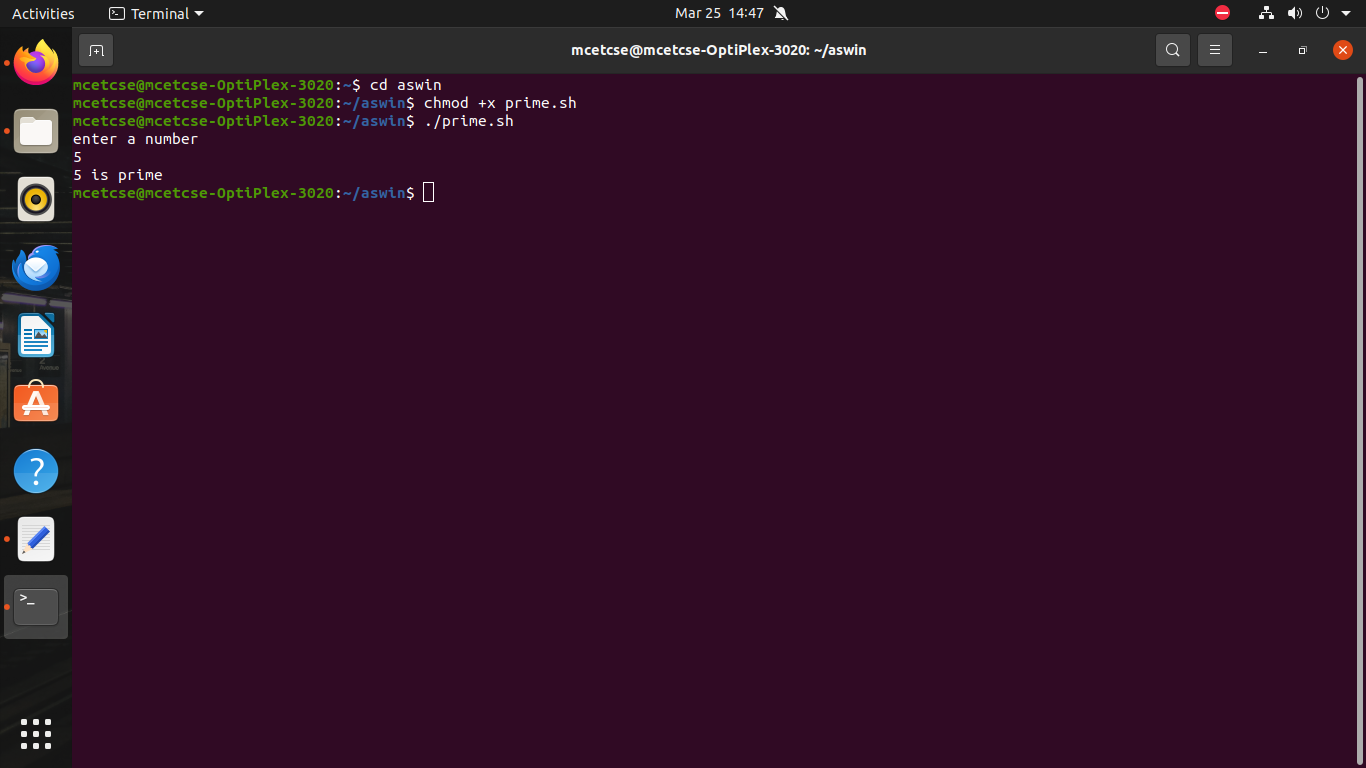 Activities
Terminal
Mar 25 14:47
mcetcse@mcetcse-OptiPlex-3020: ~/aswin
mcetcse@mcetcse-OptiPlex-3020:~$ cd aswin
mcetcse@mcetcse-OptiPlex-3020:~/aswin$ chmod +x prime.sh
mcetcse@mcetcse-OptiPlex-3020:~/aswin$ ./prime.sh
enter a number
5
5 is prime
mcetcse@mcetcse-OptiPlex-3020:~/aswin$